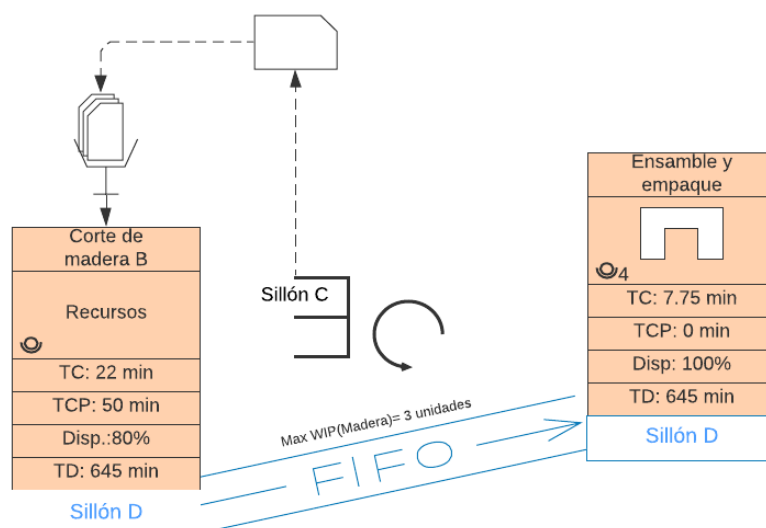 Corte de
madera B
Recursos
TC: 22 min
TCP: 50 min
Disp.:80%
TD: 645 min
Sillón D
Sillón C
Max WIP(Madera)= 3 unidades
FIFO
Ensamble y
empaque
4
TC: 7.75 min
TCP: 0 min
Disp: 100%
TD: 645 min
Sillón D